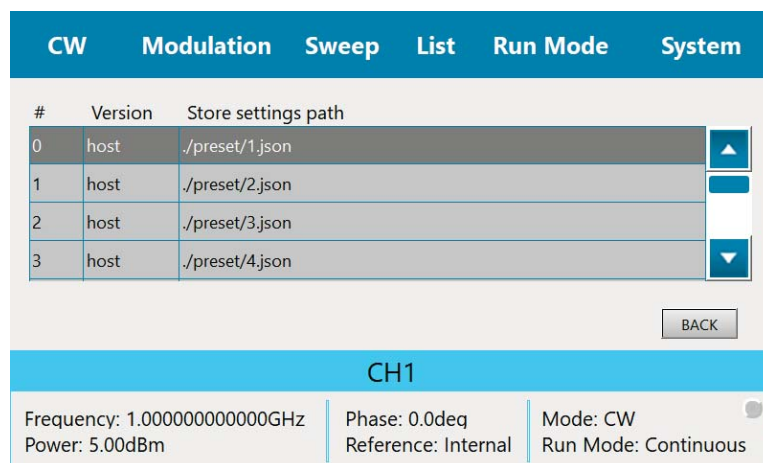 CW Modulation Sweep List Run Mode System
# Version Store settings path
0 host ./preset/1.json
1 host ./preset/2.json
2 host ./preset/3.json
3 host ./preset/4.json
BACK
CH1
Frequency: 1.000000000000GHz Phase: 0.0deg Mode: CW
Power: 5.00dBm Reference: Internal Run Mode: Continuous